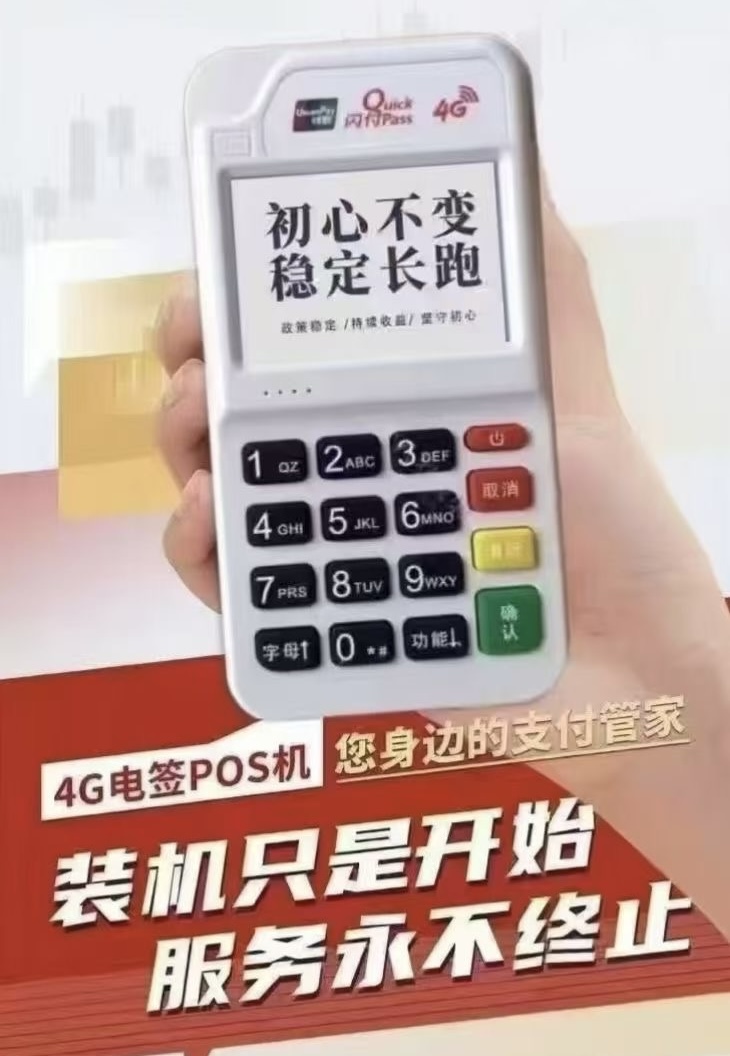 UnionPay 银联
Quick Pass 闪付
4G
初心不变
稳定长跑
政策稳定 /持续收益/ 坚守初心
1 QZ 2 ABC 3 DEF
取消
4 GHI 5 JKL 6 MNO
7 PRS 8 TUV 9 WXY
字母↑ 0 *# 功能↓
确认
4G电签POS机 您身边的支付管家
装机只是开始
服务永不终止